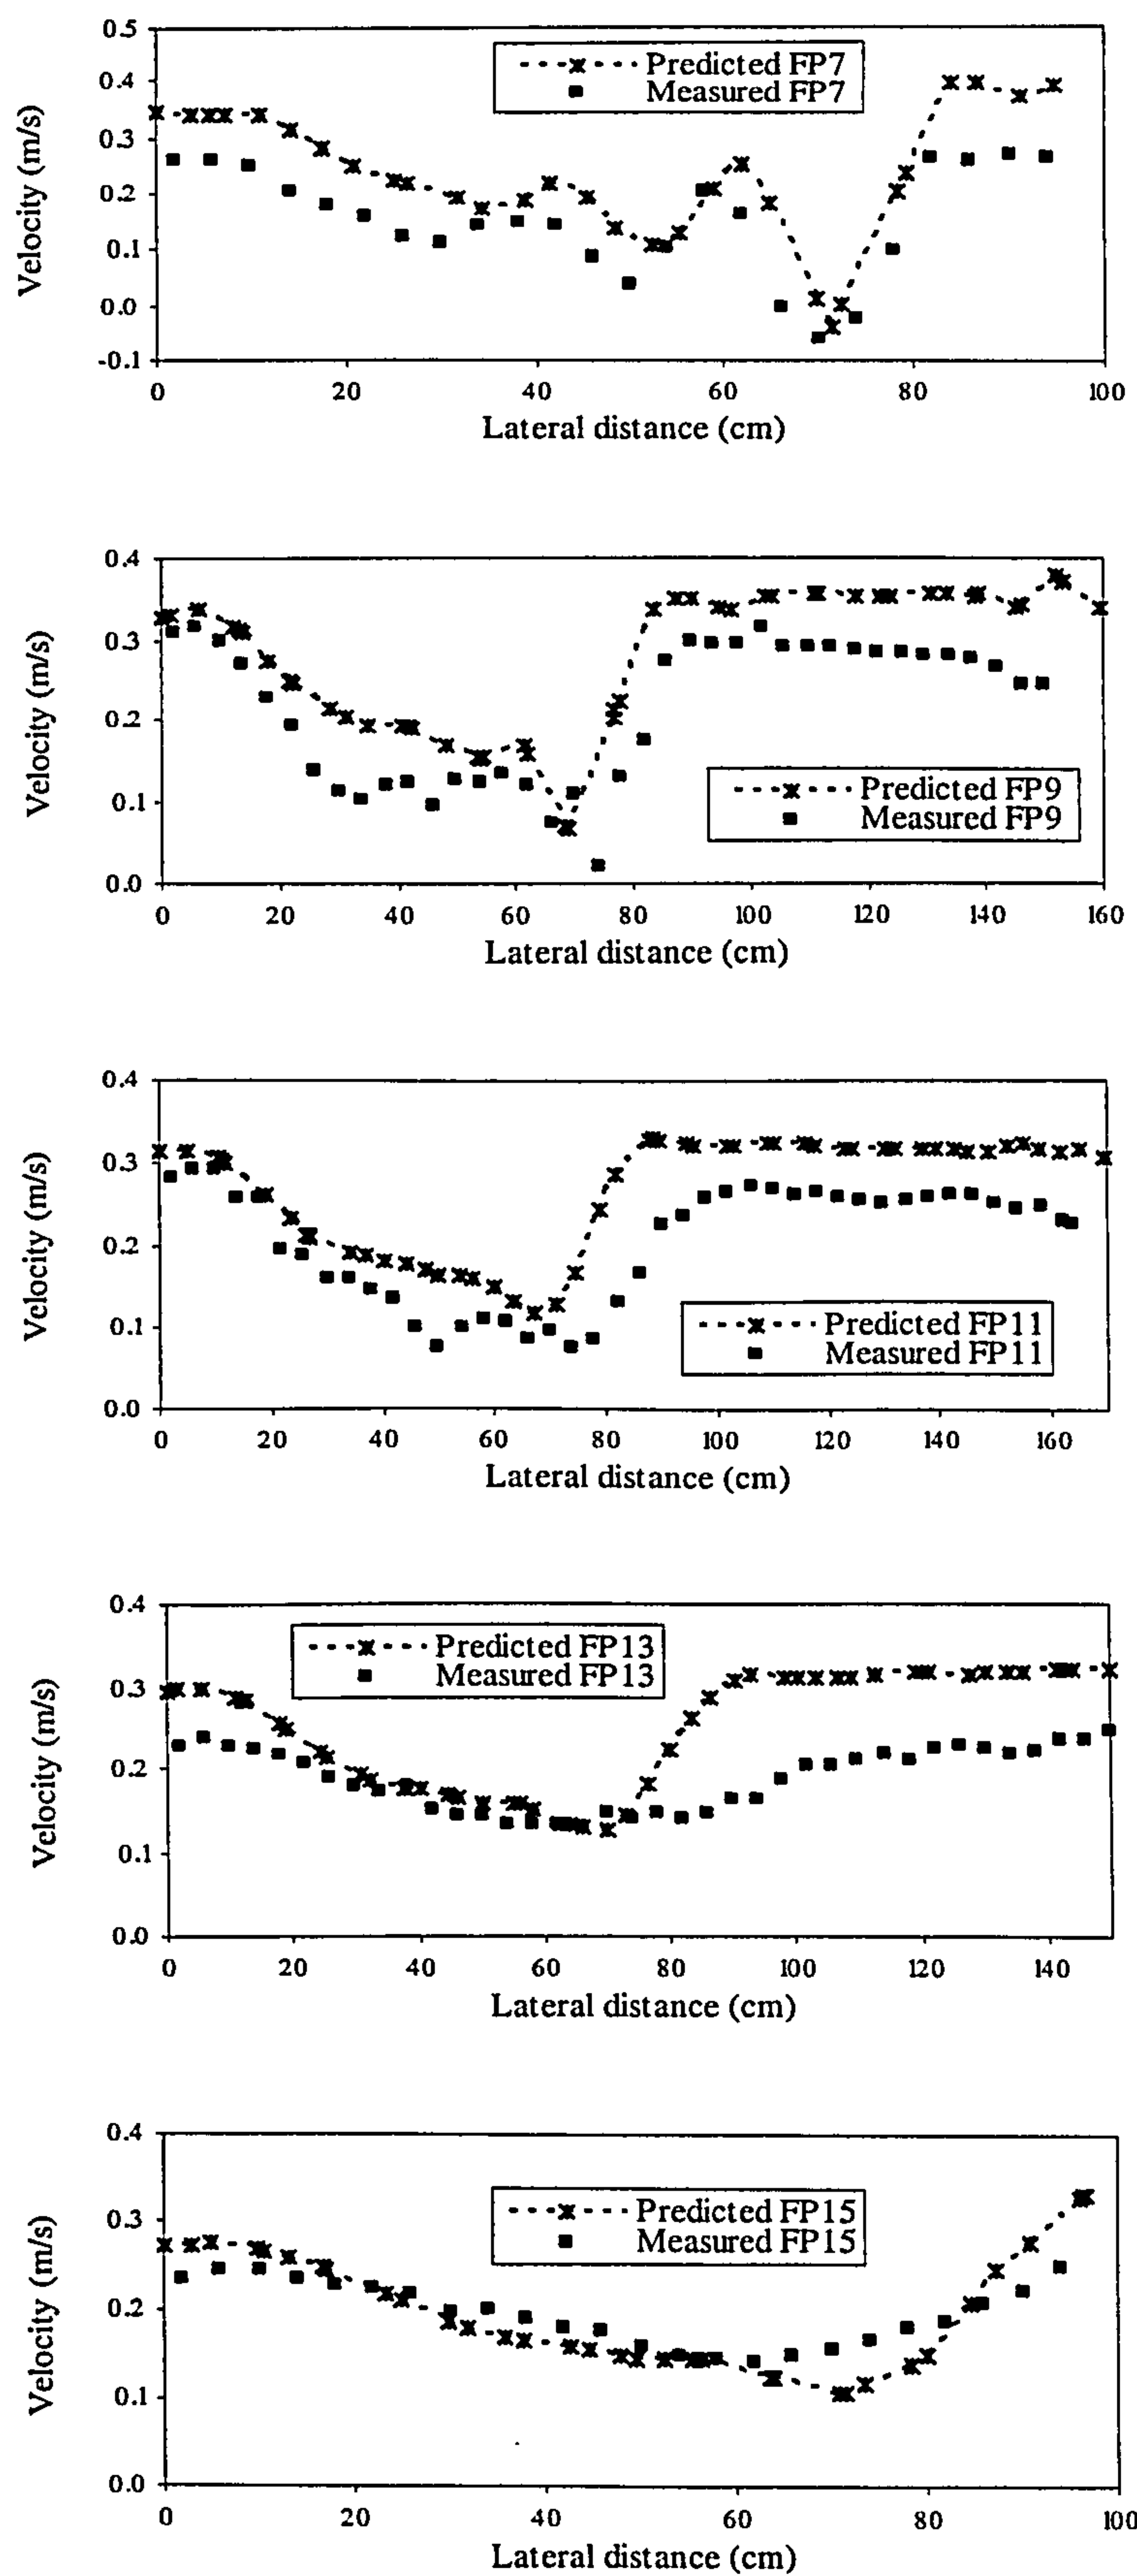 0.5
Predicted FP7
Measured FP7
0.4
0.3
0.2
0.1
0.0
-0.1
Velocity (m/s)
0 20 40 60 80 100
Lateral distance (cm)
0.4
0.3
0.2
0.1
0.0
Velocity (m/s)
Predicted FP9
Measured FP9
0 20 40 60 80 100 120 140 160
Lateral distance (cm)
0.4
0.3
0.2
0.1
0.0
Velocity (m/s)
Predicted FP11
Measured FP11
0 20 40 60 80 100 120 140 160
Lateral distance (cm)
0.4
Predicted FP13
Measured FP13
0.3
0.2
0.1
0.0
Velocity (m/s)
0 20 40 60 80 100 120 140
Lateral distance (cm)
0.4
Predicted FP15
Measured FP15
0.3
0.2
0.1
0.0
Velocity (m/s)
0 20 40 60 80 100
Lateral distance (cm)